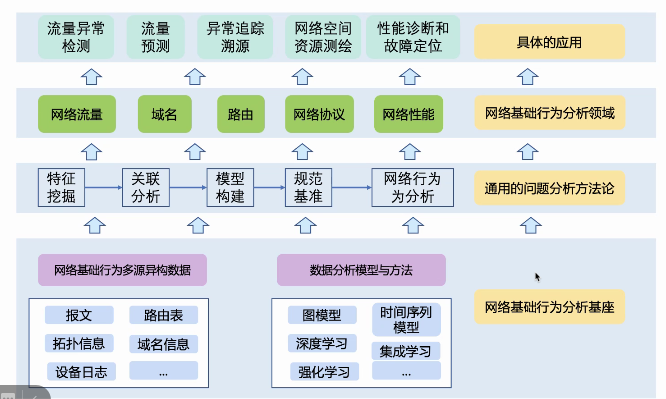 流量异常
检测
流量
预测
异常追踪
溯源
网络空间
资源测绘
性能诊断和
故障定位
具体的应用
网络流量
域名
路由
网络协议
网络性能
网络基础行为分析领域
特征
挖掘
关联
分析
模型
构建
规范
基准
网络行为
为分析
通用的问题分析方法论
网络基础行为多源异构数据
数据分析模型与方法
报文
路由表
拓扑信息
域名信息
设备日志
...
图模型
时间序列
模型
深度学习
集成学习
强化学习
...
网络基础行为分析基座